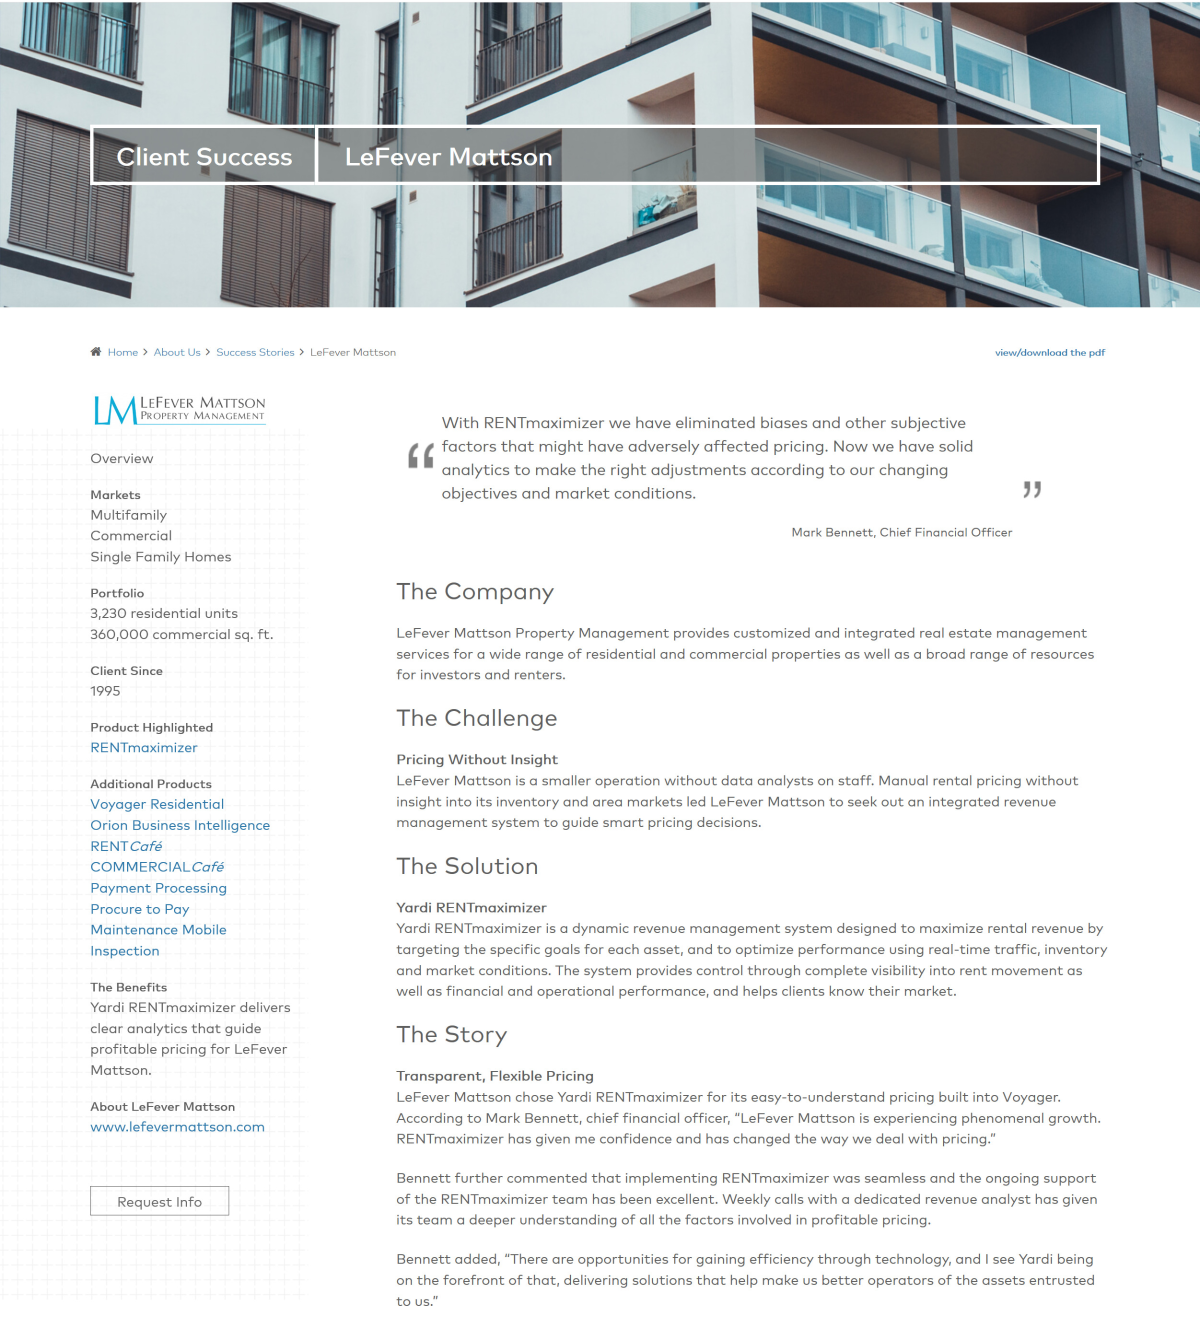 Client Success
LeFever Mattson
Home > About Us > Success Stories > LeFever Mattson
view/download the pdf
LM LEFEVER MATTSON
PROPERTY MANAGEMENT
Overview
Markets
Multifamily
Commercial
Single Family Homes
Portfolio
3,230 residential units
360,000 commercial sq. ft.
Client Since
1995
Product Highlighted
RENTmaximizer
Additional Products
Voyager Residential
Orion Business Intelligence
RENTCafé
COMMERCIALCafé
Payment Processing
Procure to Pay
Maintenance Mobile
Inspection
The Benefits
Yardi RENTmaximizer delivers
clear analytics that guide
profitable pricing for LeFever
Mattson.
About LeFever Mattson
www.lefevermattson.com
Request Info
“
With RENTmaximizer we have eliminated biases and other subjective
factors that might have adversely affected pricing. Now we have solid
analytics to make the right adjustments according to our changing
objectives and market conditions.
”
Mark Bennett, Chief Financial Officer
The Company
LeFever Mattson Property Management provides customized and integrated real estate management
services for a wide range of residential and commercial properties as well as a broad range of resources
for investors and renters.
The Challenge
Pricing Without Insight
LeFever Mattson is a smaller operation without data analysts on staff. Manual rental pricing without
insight into its inventory and area markets led LeFever Mattson to seek out an integrated revenue
management system to guide smart pricing decisions.
The Solution
Yardi RENTmaximizer
Yardi RENTmaximizer is a dynamic revenue management system designed to maximize rental revenue by
targeting the specific goals for each asset, and to optimize performance using real-time traffic, inventory
and market conditions. The system provides control through complete visibility into rent movement as
well as financial and operational performance, and helps clients know their market.
The Story
Transparent, Flexible Pricing
LeFever Mattson chose Yardi RENTmaximizer for its easy-to-understand pricing built into Voyager.
According to Mark Bennett, chief financial officer, “LeFever Mattson is experiencing phenomenal growth.
RENTmaximizer has given me confidence and has changed the way we deal with pricing.”
Bennett further commented that implementing RENTmaximizer was seamless and the ongoing support
of the RENTmaximizer team has been excellent. Weekly calls with a dedicated revenue analyst has given
its team a deeper understanding of all the factors involved in profitable pricing.
Bennett added, “There are opportunities for gaining efficiency through technology, and I see Yardi being
on the forefront of that, delivering solutions that help make us better operators of the assets entrusted
to us.”